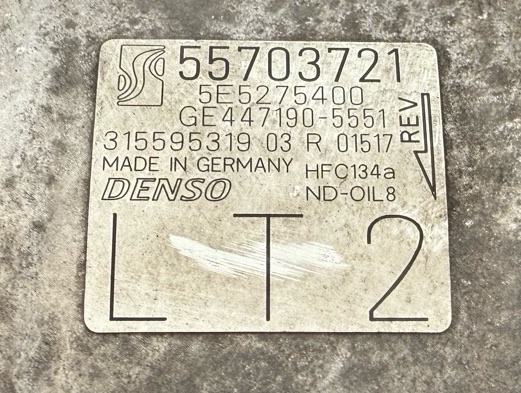 55703721
5E5275400
GE447190-5551
315595319 03 R 01517
REV
MADE IN GERMANY HFC134a
DENSO ND-OIL8
LT2